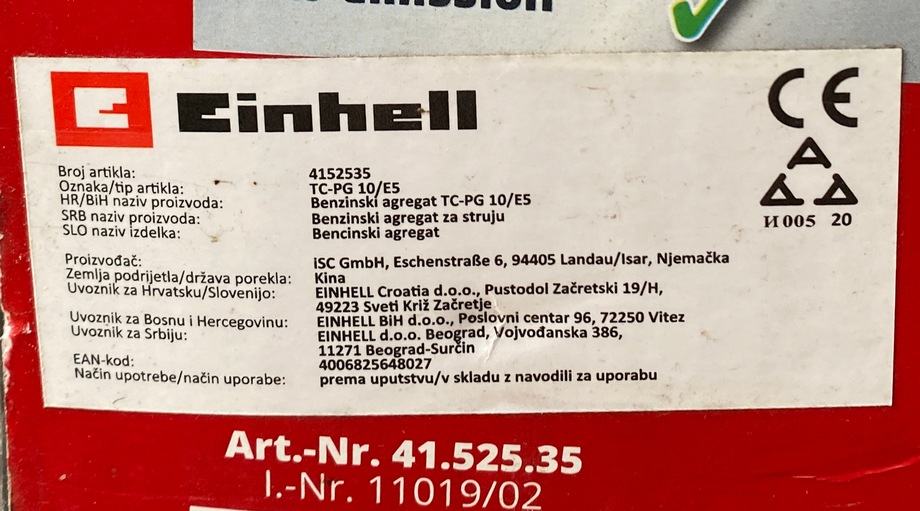 Einhell
CE
Broj artikla: 4152535
Oznaka/tip artikla: TC-PG 10/E5
HR/BiH naziv proizvoda: Benzinski agregat TC-PG 10/E5
SRB naziv proizvoda: Benzinski agregat za struju
SLO naziv izdelka: Bencinski agregat
A
A A
И 005 20
Proizvođač: iSC GmbH, Eschenstraße 6, 94405 Landau/Isar, Njemačka
Zemlja podrijetla/država porekla: Kina
Uvoznik za Hrvatsku/Sloveniju: EINHELL Croatia d.o.o., Pustodol Začretski 19/H,
49223 Sveti Križ Začretje
Uvoznik za Bosnu i Hercegovinu: EINHELL BiH d.o.o., Poslovni centar 96, 72250 Vitez
Uvoznik za Srbiju: EINHELL d.o.o. Beograd, Vojvođanska 386,
11271 Beograd-Surčin
EAN-kod: 4006825648027
Način upotrebe/način uporabe: prema uputstvu/v skladu z navodili za uporabo
Art.-Nr. 41.525.35
I.-Nr. 11019/02